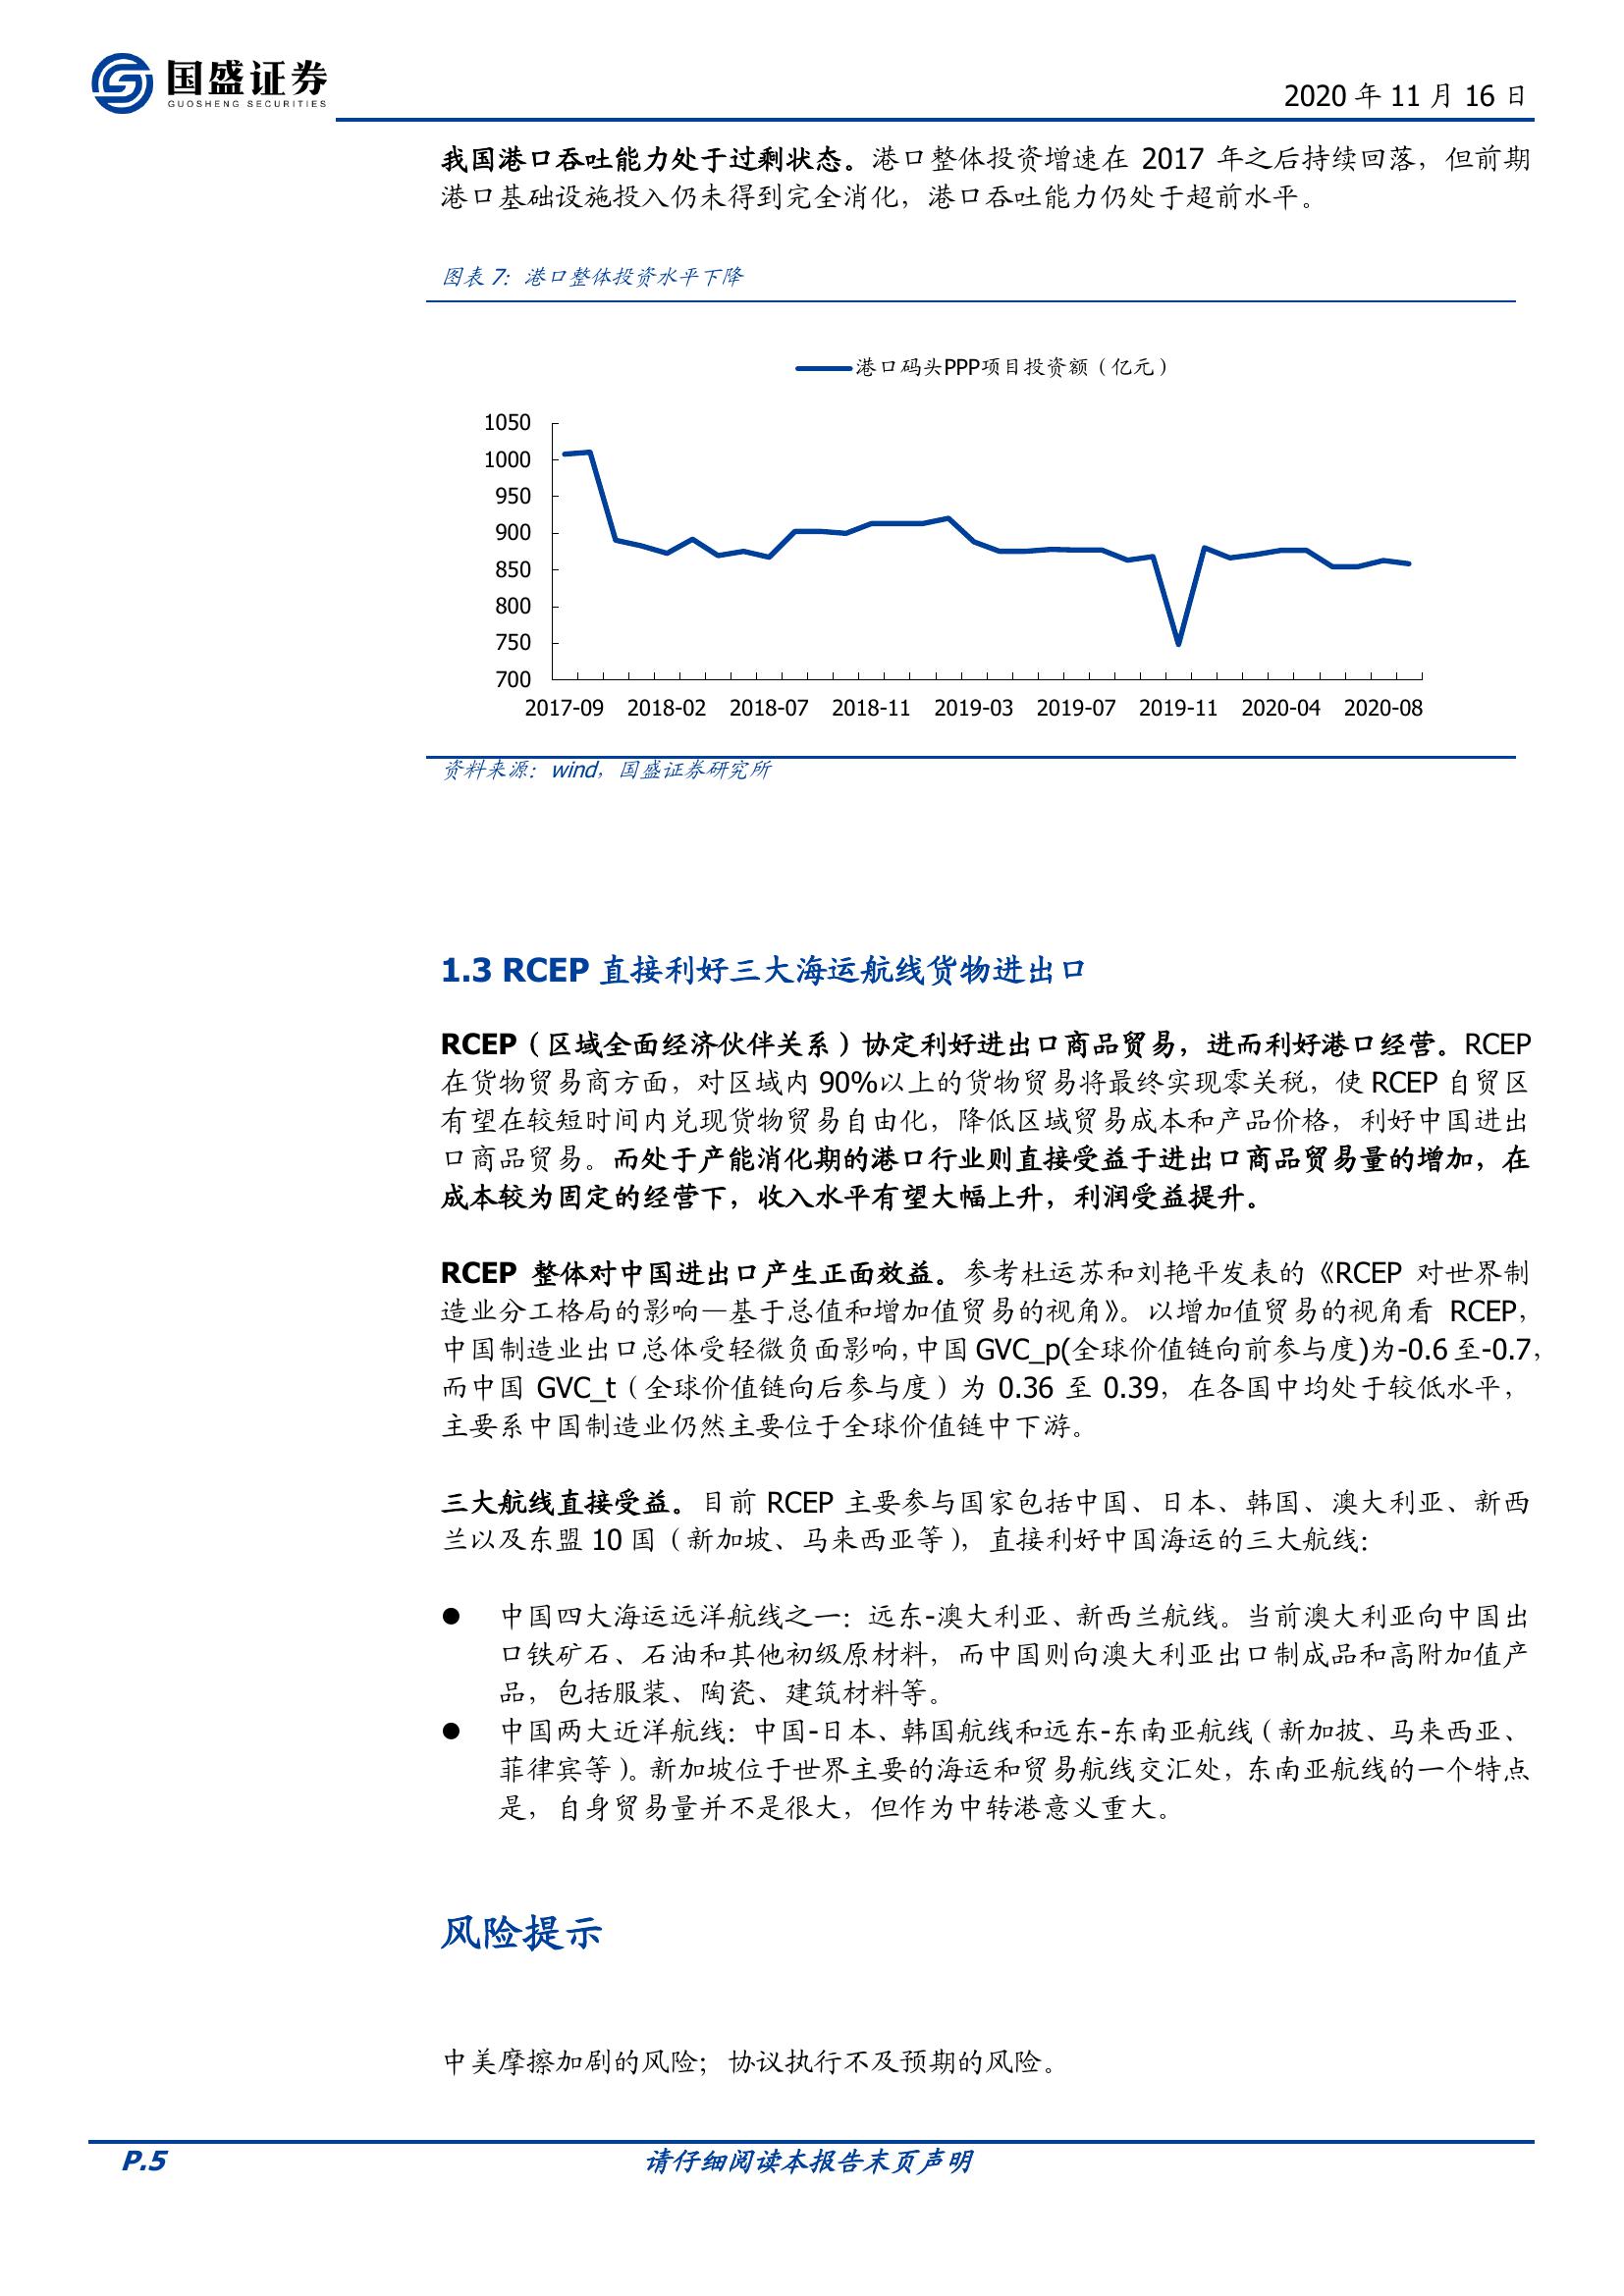 国盛证券
GUOSHENG SECURITIES
2020 年 11 月 16 日
我国港口吞吐能力处于过剩状态。港口整体投资增速在 2017 年之后持续回落，但前期
港口基础设施投入仍未得到完全消化，港口吞吐能力仍处于超前水平。
图表 7：港口整体投资水平下降
港口码头PPP项目投资额（亿元）
1050
1000
950
900
850
800
750
700
2017-09 2018-02 2018-07 2018-11 2019-03 2019-07 2019-11 2020-04 2020-08
资料来源：wind，国盛证券研究所
1.3 RCEP 直接利好三大海运航线货物进出口
RCEP（区域全面经济伙伴关系）协定利好进出口商品贸易，进而利好港口经营。RCEP
在货物贸易商方面，对区域内 90%以上的货物贸易将最终实现零关税，使 RCEP 自贸区
有望在较短时间内兑现货物贸易自由化，降低区域贸易成本和产品价格，利好中国进出
口商品贸易。而处于产能消化期的港口行业则直接受益于进出口商品贸易量的增加，在
成本较为固定的经营下，收入水平有望大幅上升，利润受益提升。
RCEP 整体对中国进出口产生正面效益。参考杜运苏和刘艳平发表的《RCEP 对世界制
造业分工格局的影响—基于总值和增加值贸易的视角》。以增加值贸易的视角看 RCEP，
中国制造业出口总体受轻微负面影响，中国 GVC_p(全球价值链向前参与度)为-0.6 至-0.7，
而中国 GVC_t（全球价值链向后参与度）为 0.36 至 0.39，在各国中均处于较低水平，
主要系中国制造业仍然主要位于全球价值链中下游。
三大航线直接受益。目前 RCEP 主要参与国家包括中国、日本、韩国、澳大利亚、新西
兰以及东盟 10 国（新加坡、马来西亚等），直接利好中国海运的三大航线：
● 中国四大海运远洋航线之一：远东-澳大利亚、新西兰航线。当前澳大利亚向中国出
口铁矿石、石油和其他初级原材料，而中国则向澳大利亚出口制成品和高附加值产
品，包括服装、陶瓷、建筑材料等。
● 中国两大近洋航线：中国-日本、韩国航线和远东-东南亚航线（新加披、马来西亚、
菲律宾等）。新加坡位于世界主要的海运和贸易航线交汇处，东南亚航线的一个特点
是，自身贸易量并不是很大，但作为中转港意义重大。
风险提示
中美摩擦加剧的风险；协议执行不及预期的风险。
P.5 请仔细阅读本报告末页声明